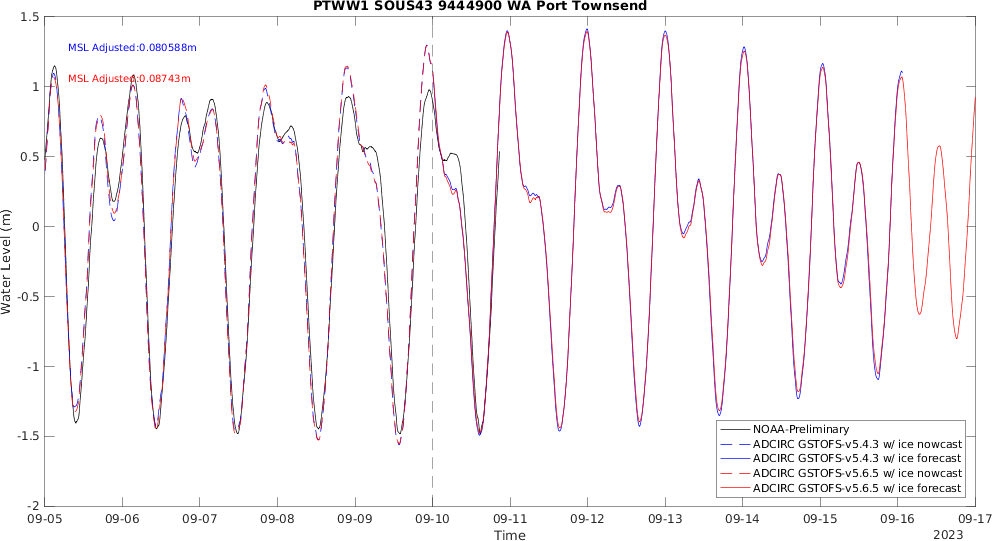 PTWW1 SOUS43 9444900 WA Port Townsend
1.5
MSL Adjusted:0.080588m
MSL Adjusted:0.08743m
1
0.5
0
-0.5
-1
-1.5
-2
Water Level (m)
NOAA-Preliminary
ADCIRC GSTOFS-v5.4.3 w/ ice nowcast
ADCIRC GSTOFS-v5.4.3 w/ ice forecast
ADCIRC GSTOFS-v5.6.5 w/ ice nowcast
ADCIRC GSTOFS-v5.6.5 w/ ice forecast
09-05 09-06 09-07 09-08 09-09 09-10 09-11 09-12 09-13 09-14 09-15 09-16 09-17
Time
2023